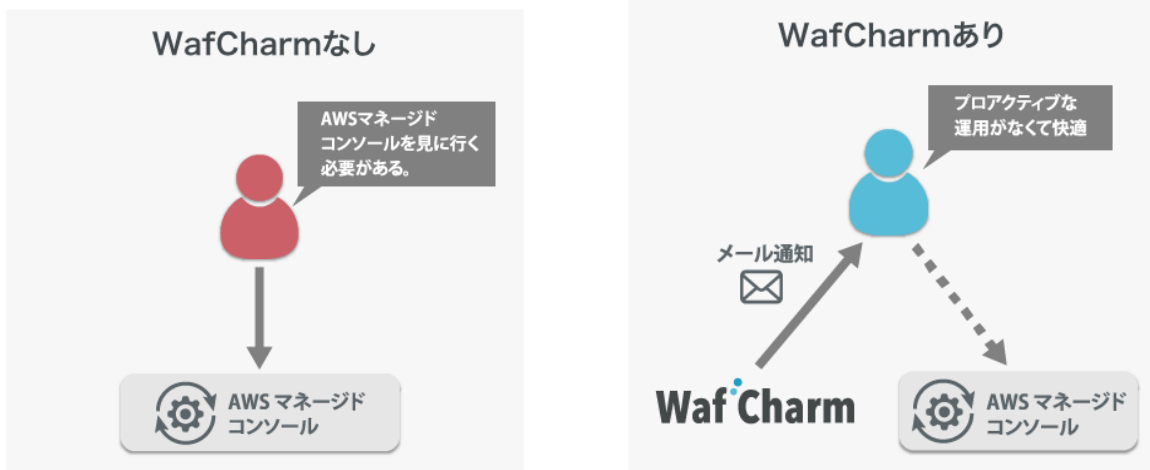 WafCharmなし
AWSマネージド
コンソールを見に行く
必要がある。
AWS マネージド
コンソール
WafCharmあり
プロアクティブな
運用がなくて快適
メール通知
WafCharm
AWS マネージド
コンソール